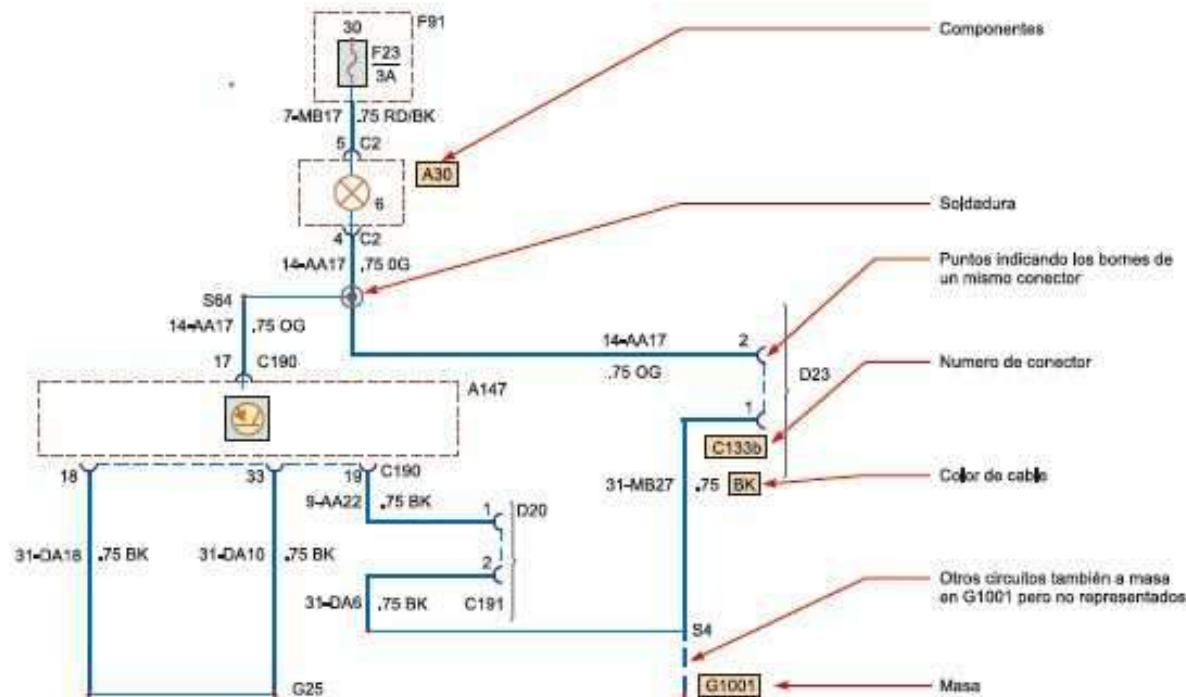 F91
30
F23
3A
7-MB17 .75 RD/BK
5 C2
A30
6
4 C2
14-AA17 .75 0G
S64
14-AA17 .75 OG
17 C190
A147
14-AA17 2
.75 OG
D23
1
C133b
31-MB27 .75 BK
18 33 19 C190
9-AA22 .75 BK
1 D20
31-DA18 .75 BK
31-DA10 .75 BK
2
31-DA6 .75 BK C191
S4
G25
G1001
Componentes
Soldadura
Puntos indicando los bornes de
un mismo conector
Numero de conector
Color de cable
Otros circuitos también a masa
en G1001 pero no representados
Masa